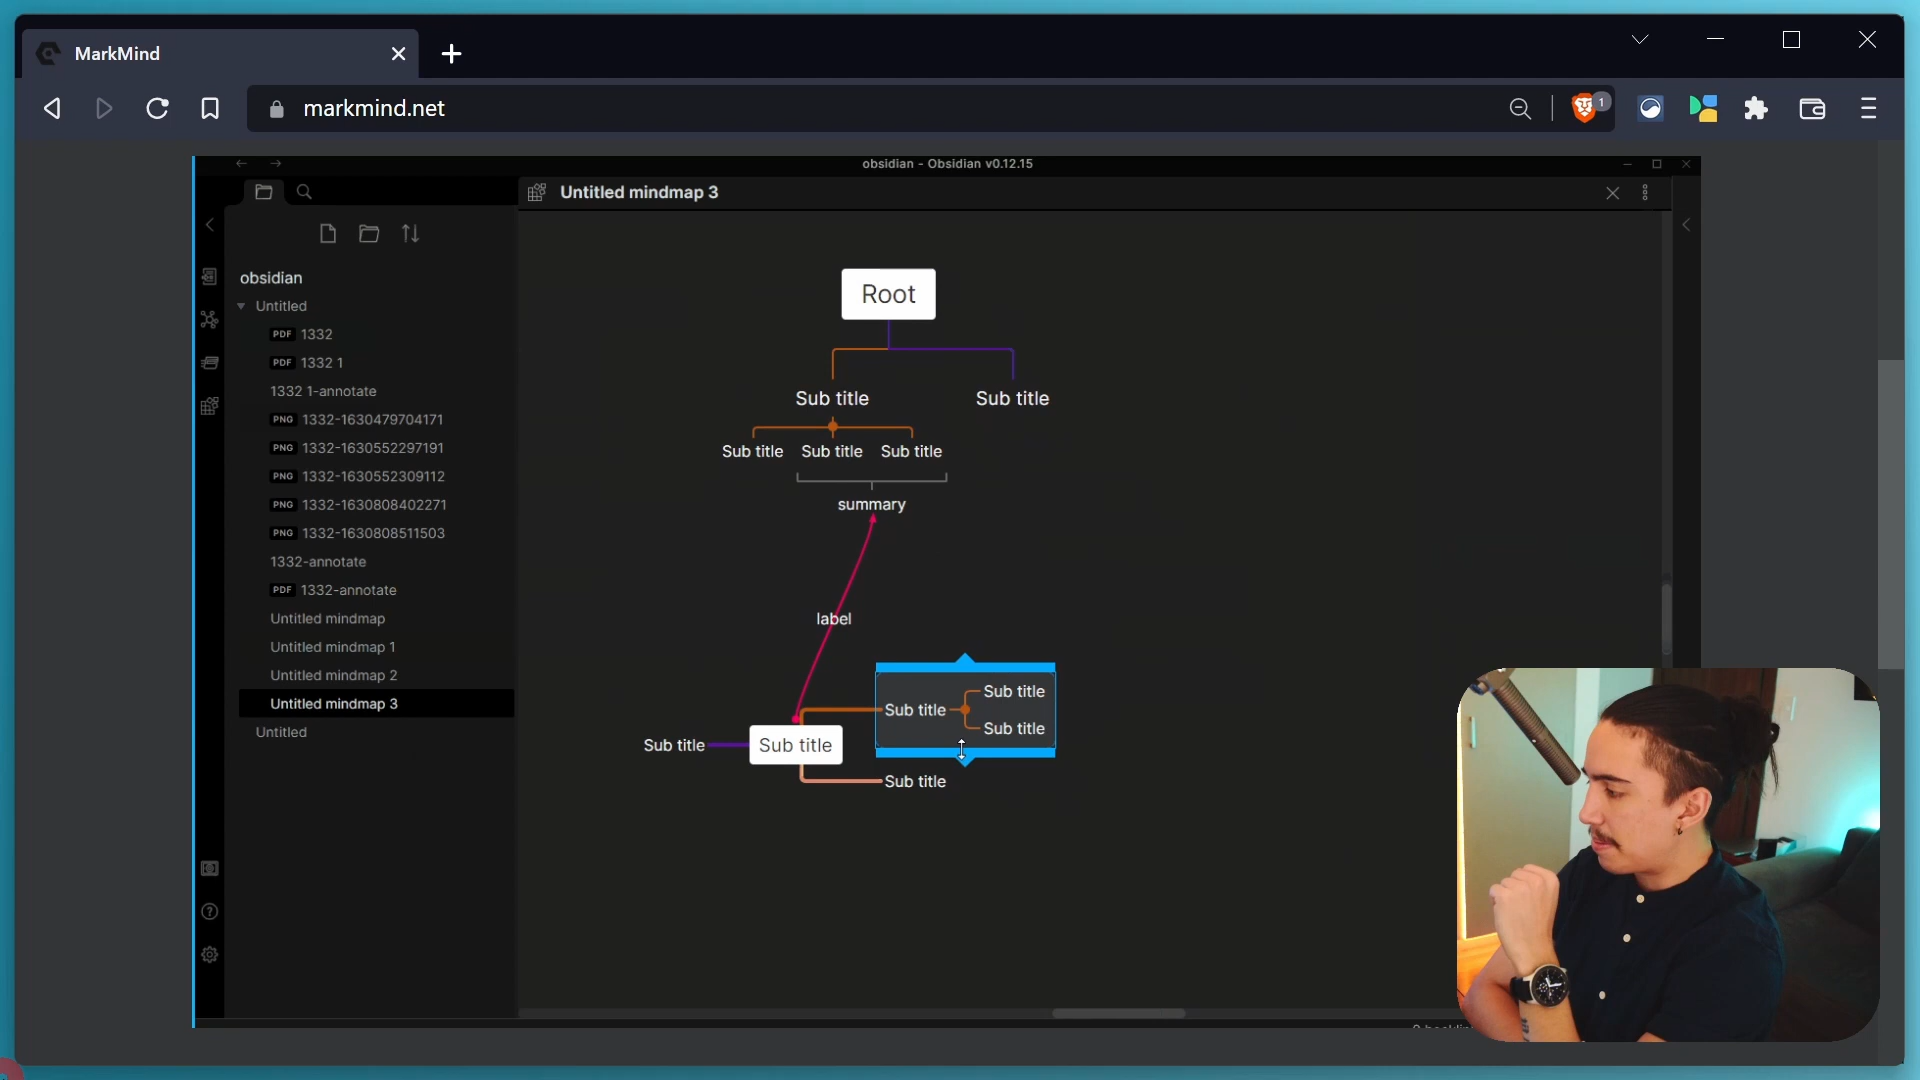 MarkMind
markmind.net
1
obsidian - Obsidian v0.12.15
Untitled mindmap 3
obsidian
Untitled
PDF 1332
PDF 1332 1
1332 1-annotate
PNG 1332-1630479704171
PNG 1332-1630552297191
PNG 1332-1630552309112
PNG 1332-1630808402271
PNG 1332-1630808511503
1332-annotate
PDF 1332-annotate
Untitled mindmap
Untitled mindmap 1
Untitled mindmap 2
Untitled mindmap 3
Untitled
Root
Sub title Sub title
Sub title Sub title Sub title
summary
label
Sub title
Sub title
Sub title
Sub title Sub title
Sub title